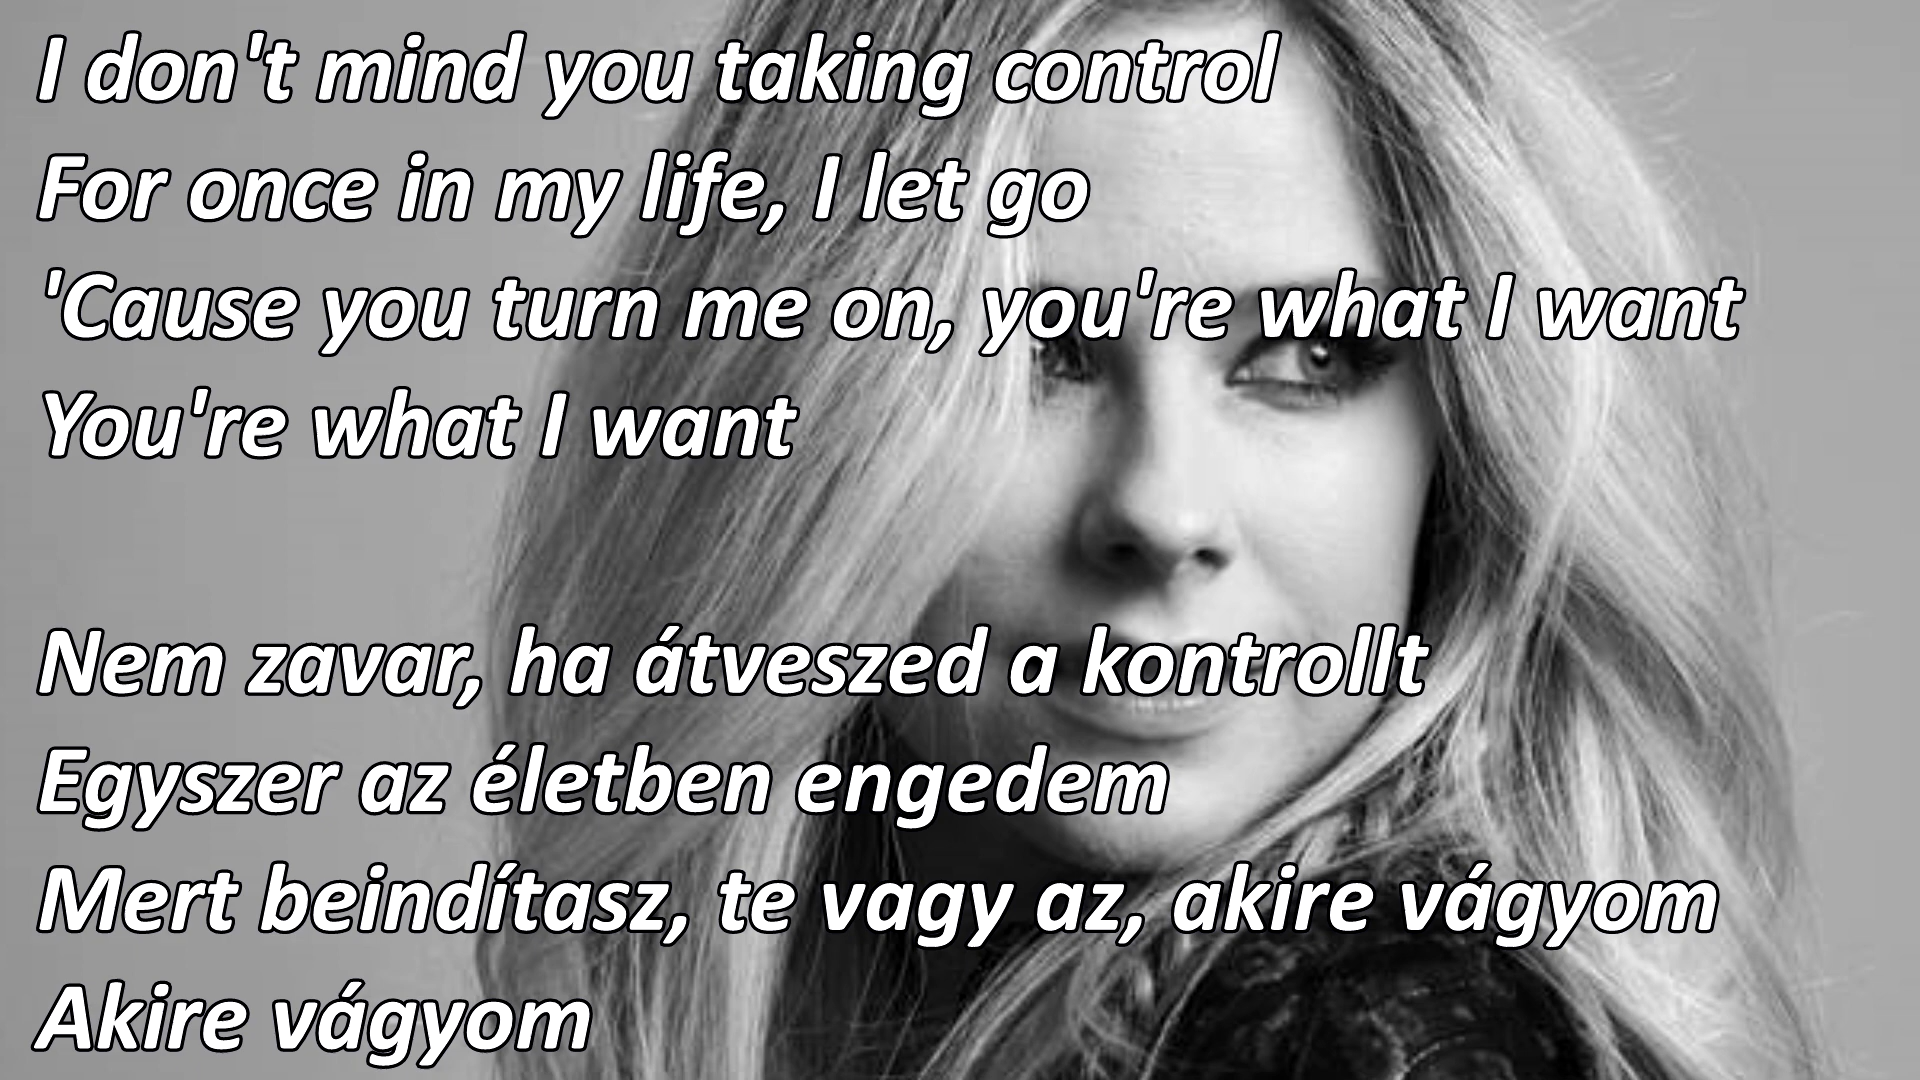 I don't mind you taking control
For once in my life, I let go
'Cause you turn me on, you're what I want
You're what I want
Nem zavar, ha átveszed a kontrollt
Egyszer az életben engedem
Mert beindítasz, te vagy az, akire vágyom
Akire vágyom